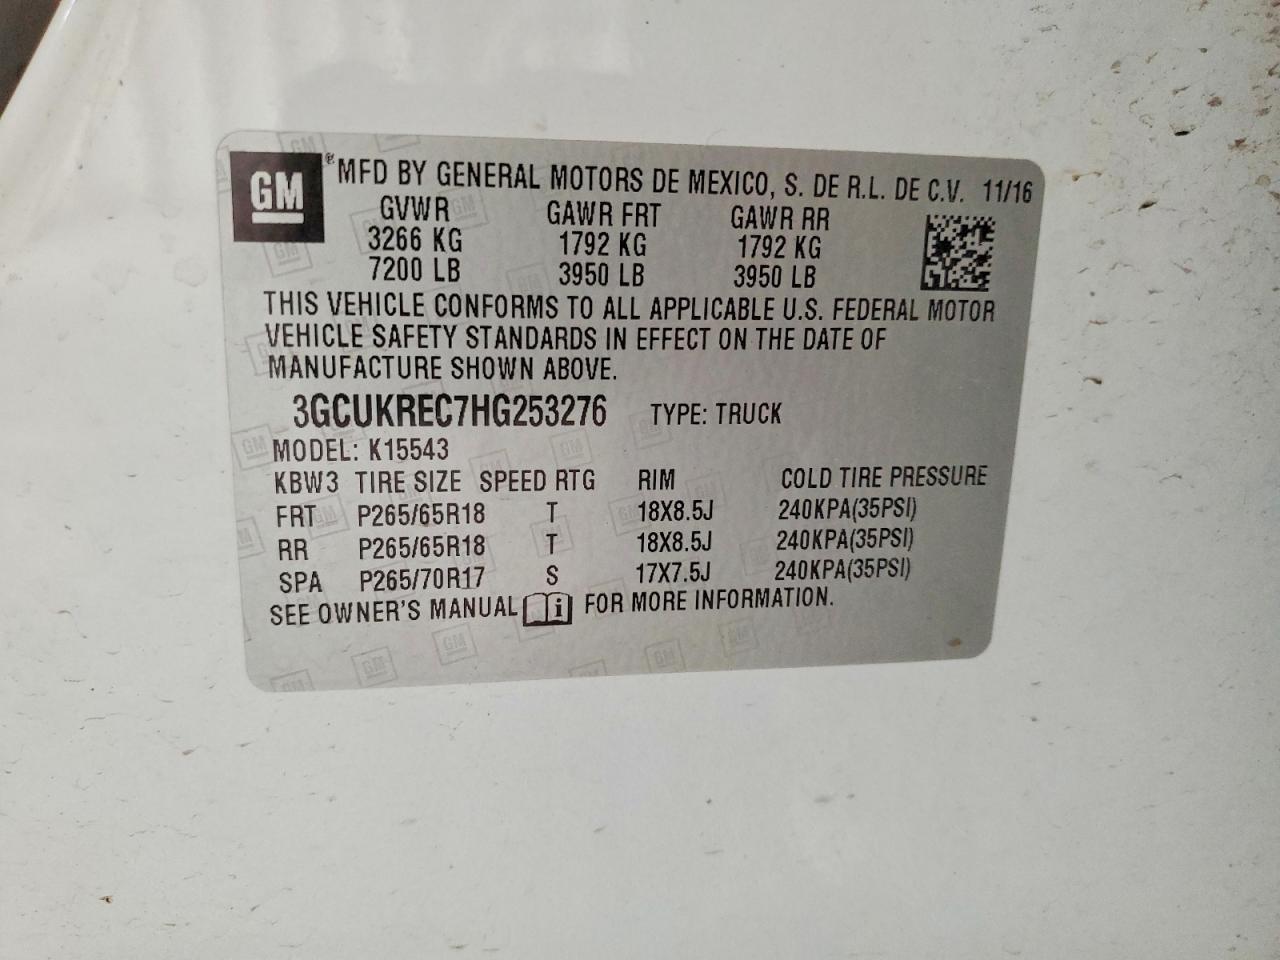 GM ® MFD BY GENERAL MOTORS DE MEXICO, S. DE R.L. DE C.V. 11/16
GVWR GAWR FRT GAWR RR
3266 KG 1792 KG 1792 KG
7200 LB 3950 LB 3950 LB
THIS VEHICLE CONFORMS TO ALL APPLICABLE U.S. FEDERAL MOTOR
VEHICLE SAFETY STANDARDS IN EFFECT ON THE DATE OF
MANUFACTURE SHOWN ABOVE.
3GCUKREC7HG253276 TYPE: TRUCK
MODEL: K15543
KBW3 TIRE SIZE SPEED RTG RIM COLD TIRE PRESSURE
FRT P265/65R18 T 18X8.5J 240KPA(35PSI)
RR P265/65R18 T 18X8.5J 240KPA(35PSI)
SPA P265/70R17 S 17X7.5J 240KPA(35PSI)
SEE OWNER'S MANUAL i FOR MORE INFORMATION.